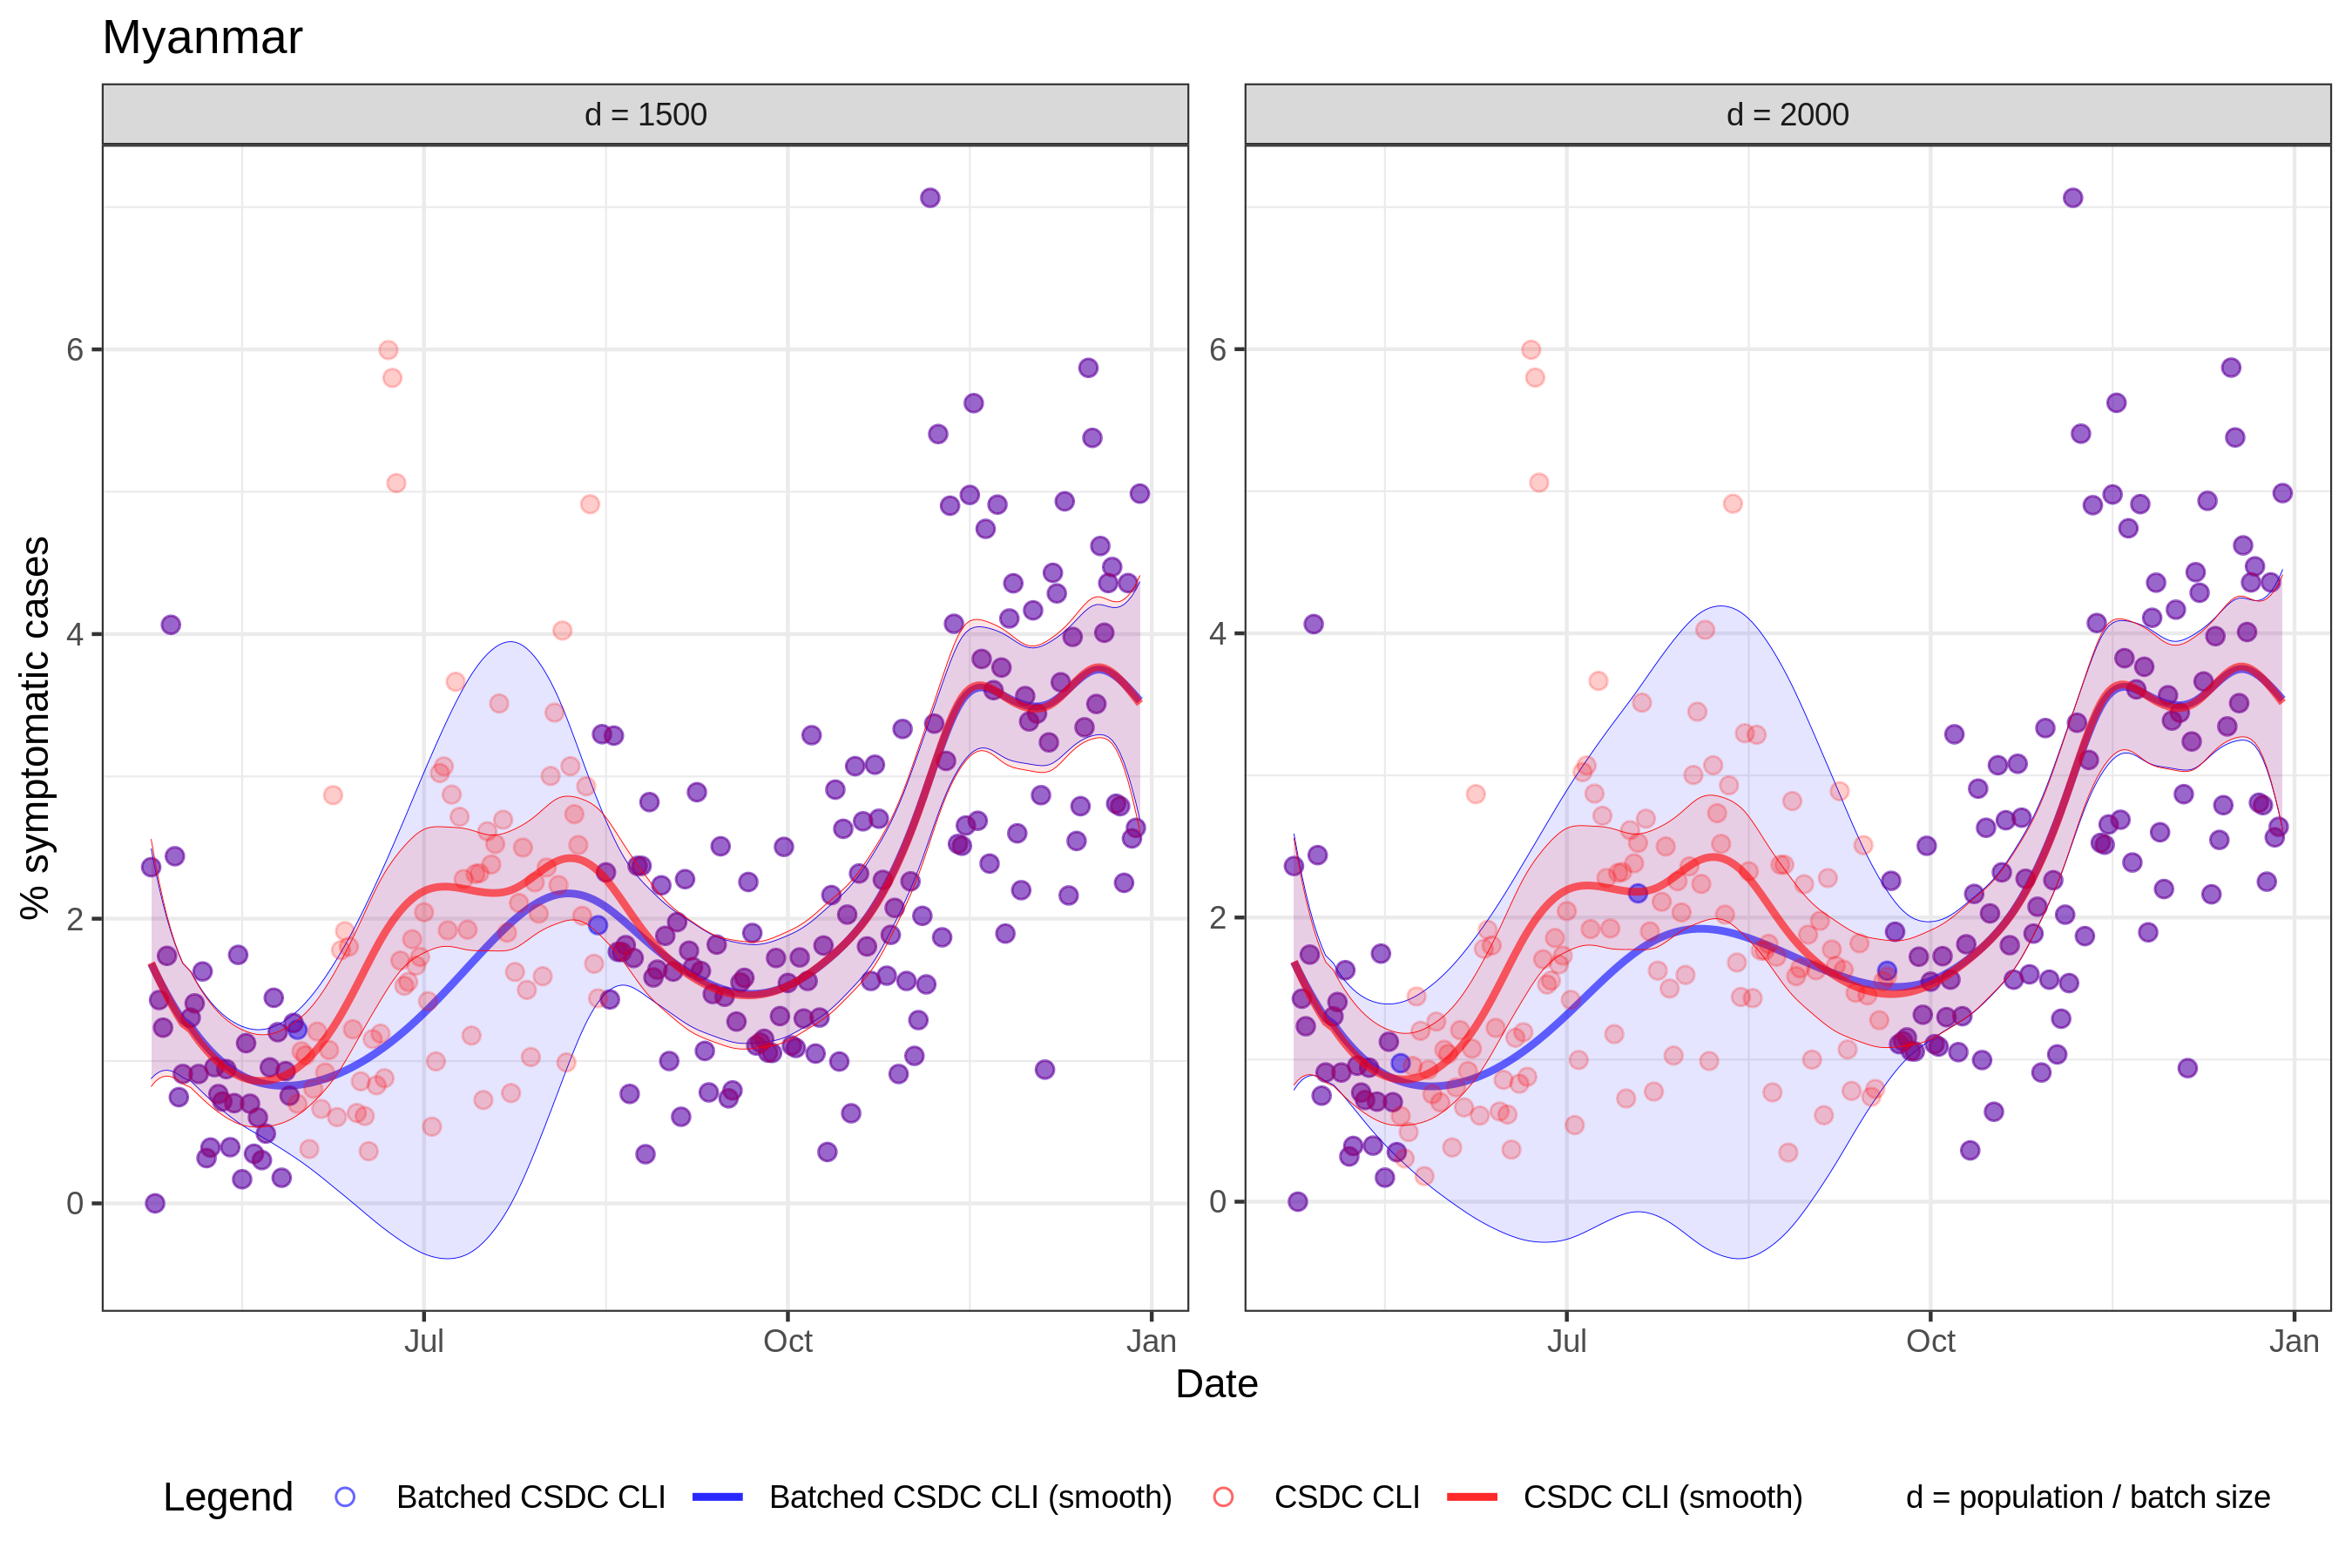 Myanmar
d = 1500
d = 2000
% symptomatic cases
6
4
2
0
6
4
2
0
Jul
Oct
Jan
Jul
Oct
Jan
Date
Legend
Batched CSDC CLI
Batched CSDC CLI (smooth)
CSDC CLI
CSDC CLI (smooth)
d = population / batch size